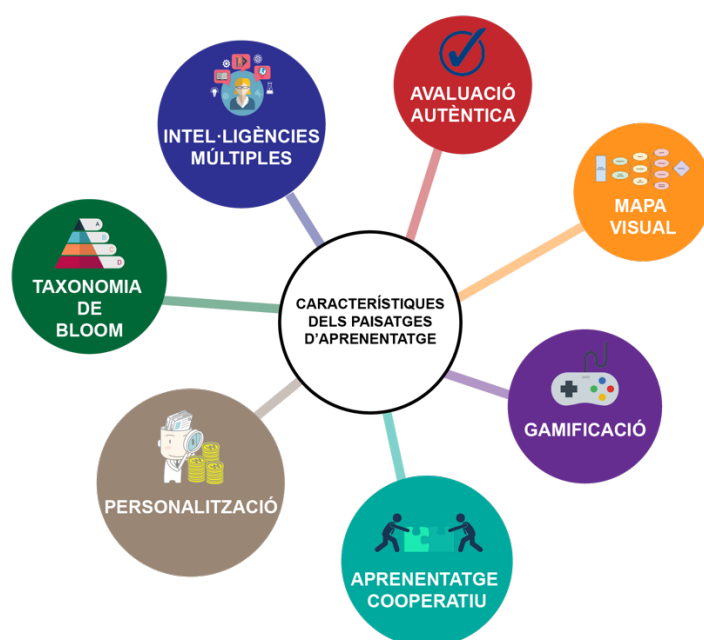 CARACTERÍSTIQUES
DELS PAISATGES
D'APRENENTATGE
INTEL·LIGÈNCIES
MÚLTIPLES
AVALUACIÓ
AUTÈNTICA
MAPA
VISUAL
GAMIFICACIÓ
APRENENTATGE
COOPERATIU
PERSONALITZACIÓ
TAXONOMIA
DE
BLOOM
A
B
C
D